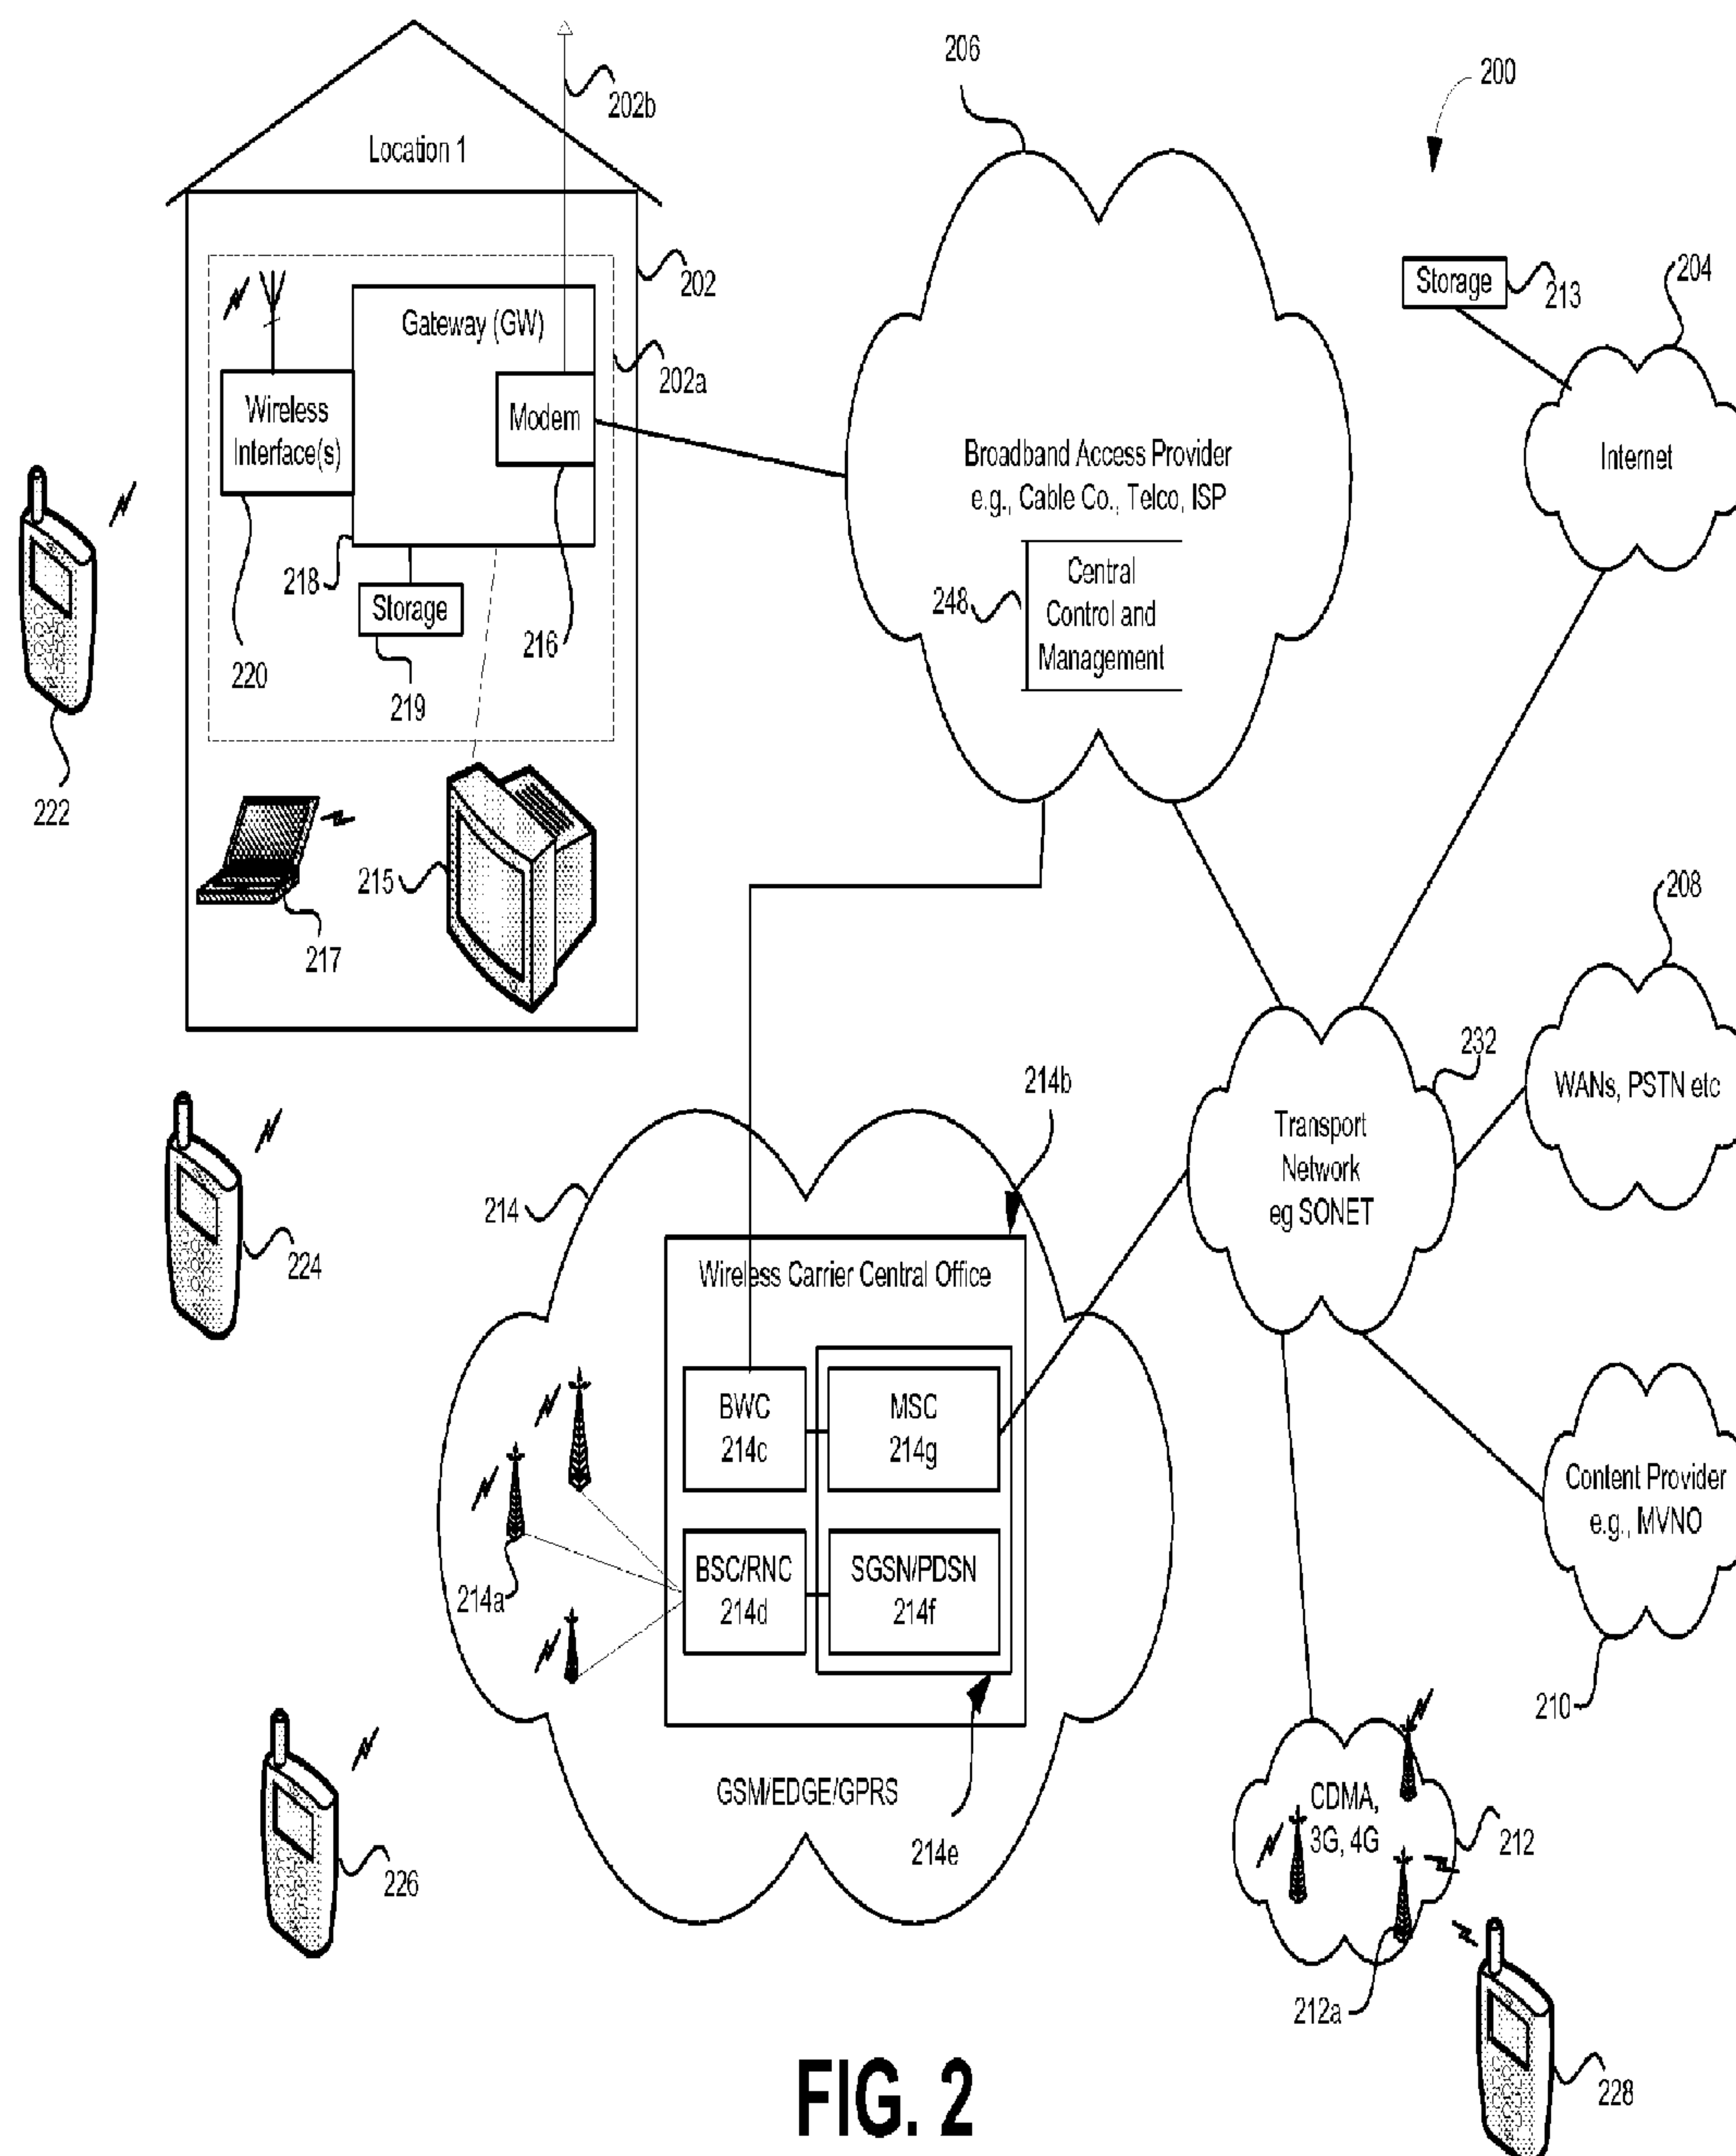 206
200
202b
Location 1
202
Storage
213
204
Gateway (GW)
202a
Wireless
Interface(s)
Modem
Internet
Broadband Access Provider
e.g., Cable Co., Telco, ISP
248
Central
Control and
Management
218
Storage
216
220
219
222
215
217
208
214b
232
WANs, PSTN etc
Transport
Network
eg SONET
214
224
Wireless Carrier Central Office
BWC
214c
MSC
214g
Content Provider
e.g., MVNO
BSC/RNC
214d
SGSN/PDSN
214f
214a
210
GSM/EDGE/GPRS
214e
CDMA,
3G, 4G
212
226
212a
228
FIG. 2